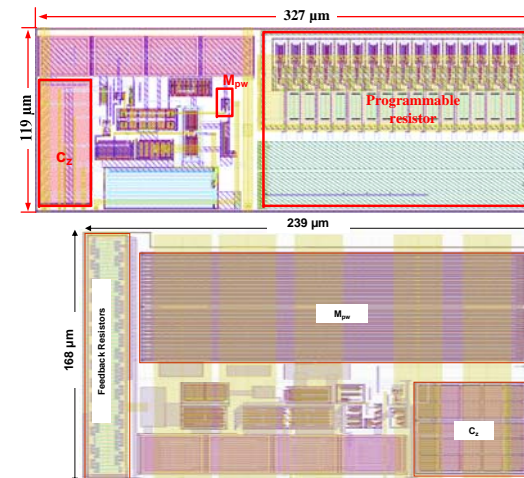 327 µm
119 µm
Mpw
Cz
Programmable
resistor
239 µm
168 µm
Feedback Resistors
Mpw
Cz